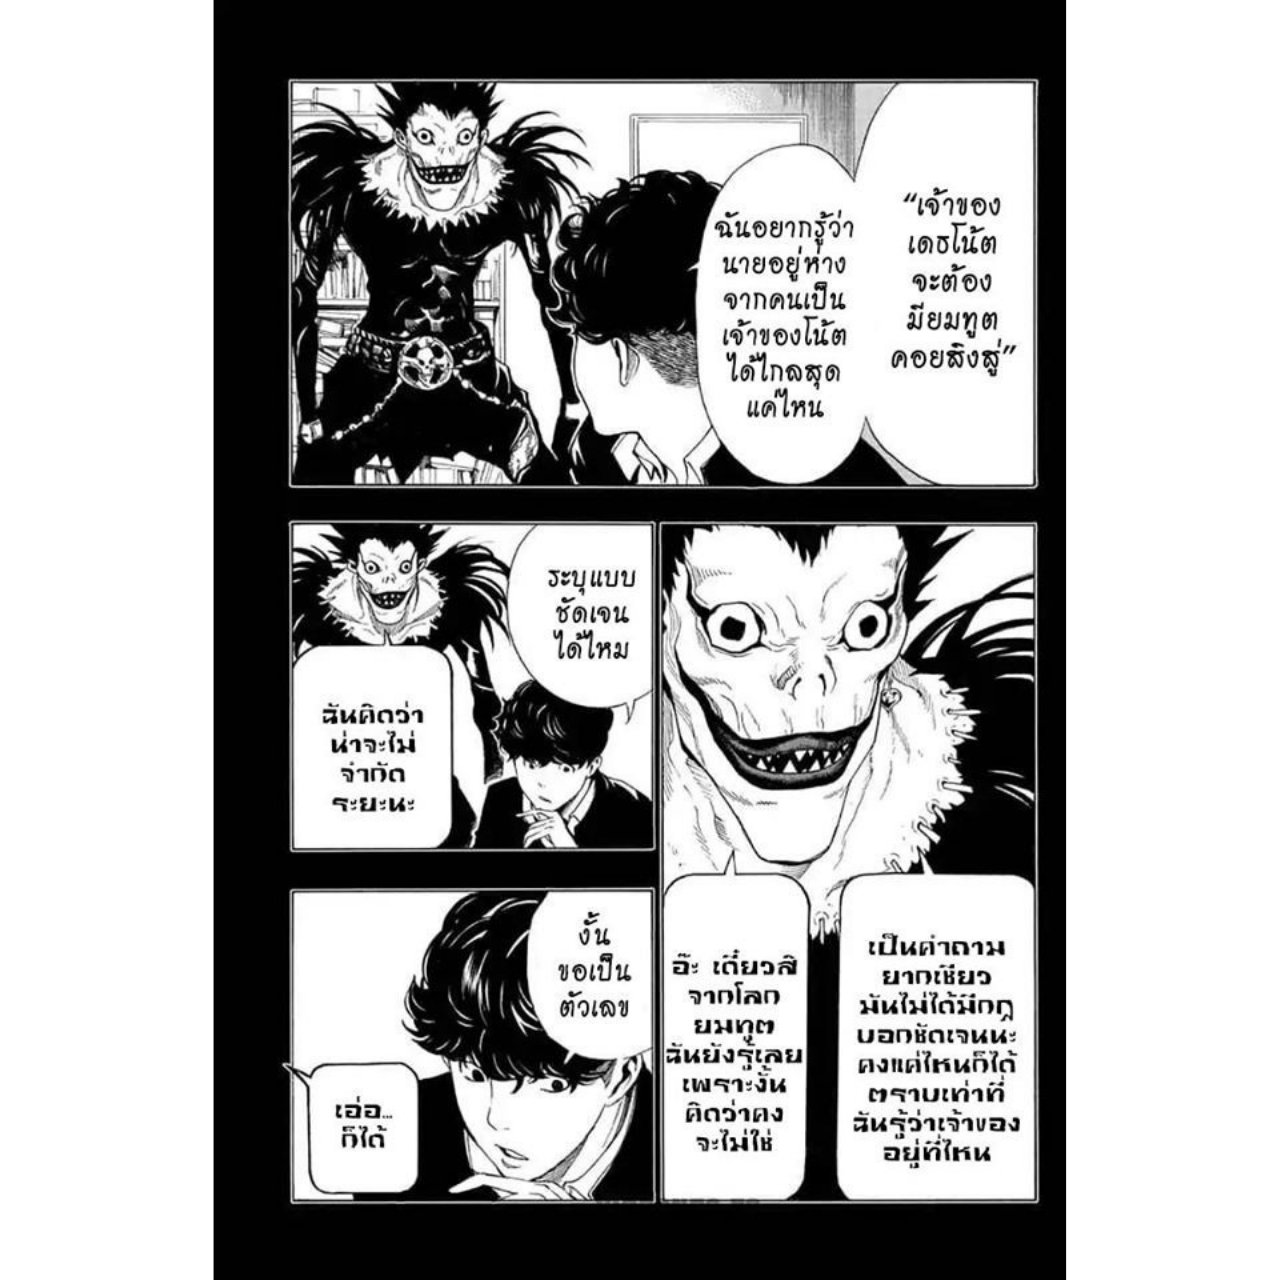 “เจ้าของ
เดธโน้ต
จะต้อง
มียมทูต
คอยสิงสู่”
ฉันอยากรู้ว่า
นายอยู่ห่าง
จากคนเป็น
เจ้าของโน้ต
ได้ไกลสุด
แค่ไหน
เป็นคำถาม
ยากเชียว
มันไม่ได้มีกฎ
บอกชัดเจนนะ
คงแค่ไหนก็ได้
ตราบเท่าที่
ฉันรู้ว่าเจ้าของ
อยู่ที่ไหน
อ๊ะ เดี๋ยวสิ
จากโลก
ยมทูต
ฉันยังรู้เลย
เพราะงั้น
คิดว่าคง
จะไม่ใช่
ระบุแบบ
ชัดเจน
ได้ไหม
ฉันคิดว่า
น่าจะไม่
จำกัด
ระยะนะ
งั้น
ขอเป็น
ตัวเลข
เอ่อ...
ก็ได้